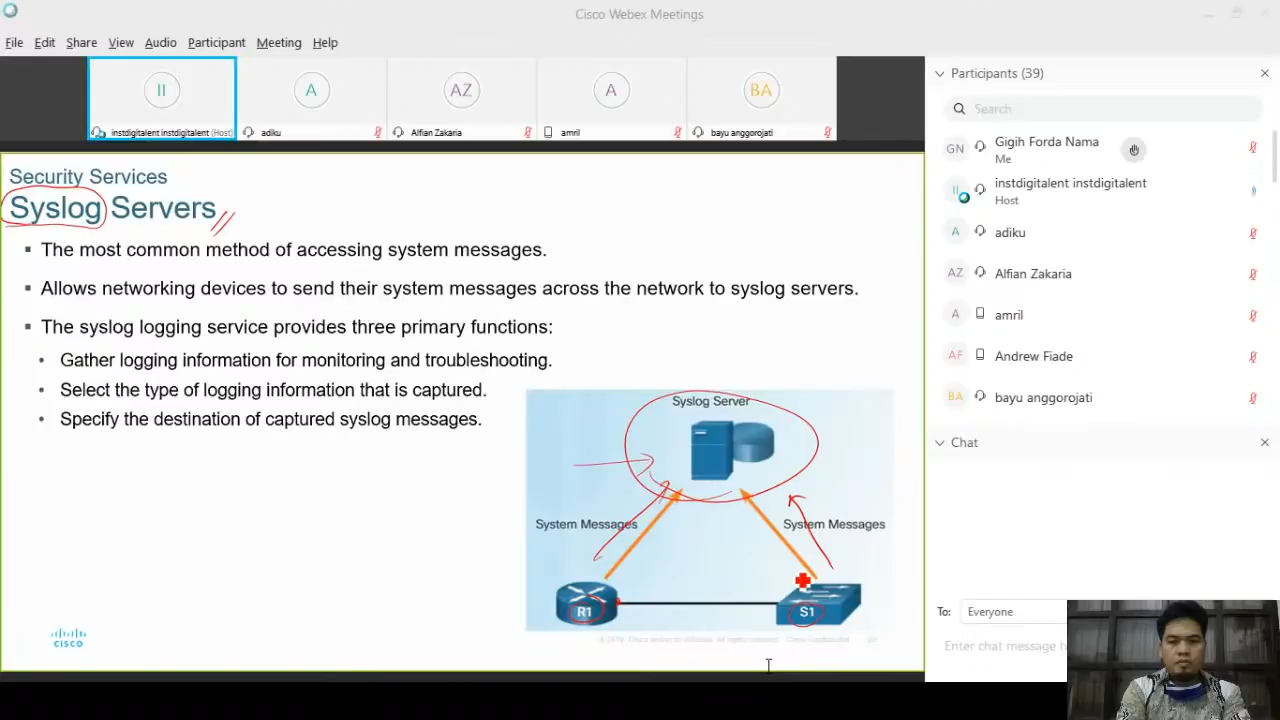 Cisco Webex Meetings
File Edit Share View Audio Participant Meeting Help
II A AZ A BA
instdigitalent instdigitalent (Host) adiku Alfian Zakaria amril bayu anggorojati
Security Services
Syslog Servers
▪ The most common method of accessing system messages.
▪ Allows networking devices to send their system messages across the network to syslog servers.
▪ The syslog logging service provides three primary functions:
• Gather logging information for monitoring and troubleshooting.
• Select the type of logging information that is captured.
• Specify the destination of captured syslog messages.
Syslog Server
System Messages System Messages
R1 S1
CISCO
Participants (39)
Search
GN Gigih Forda Nama
Me
II instdigitalent instdigitalent
Host
A adiku
AZ Alfian Zakaria
A amril
AF Andrew Fiade
BA bayu anggorojati
Chat
To: Everyone
Enter chat message h